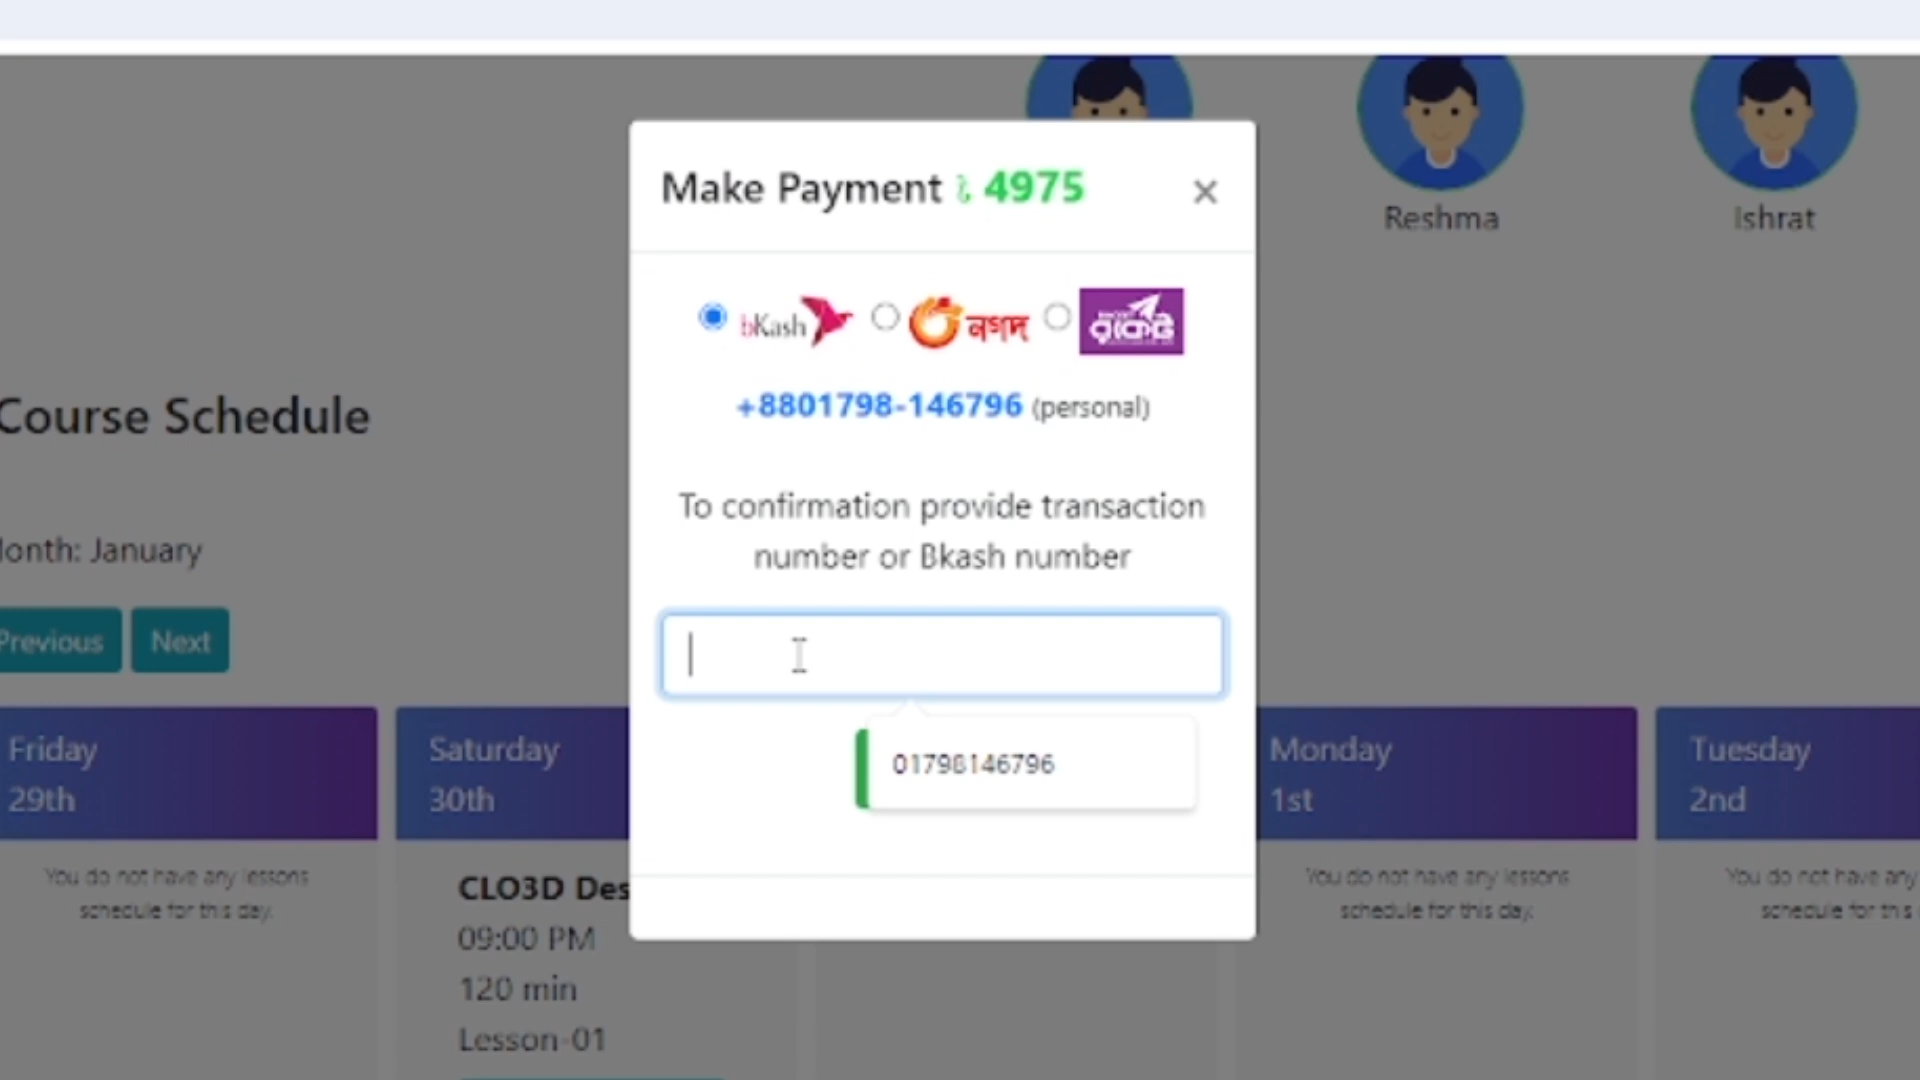 Make Payment ৳ 4975
Reshma
Ishrat
bKash
নগদ
রকেট
+8801798-146796 (personal)
Course Schedule
To confirmation provide transaction
number or Bkash number
onth: January
Previous
Next
01798146796
Friday
29th
You do not have any lessons
schedule for this day.
Saturday
30th
CLO3D Des
09:00 PM
120 min
Lesson-01
Monday
1st
You do not have any lessons
schedule for this day.
Tuesday
2nd
You do not have any
schedule for this